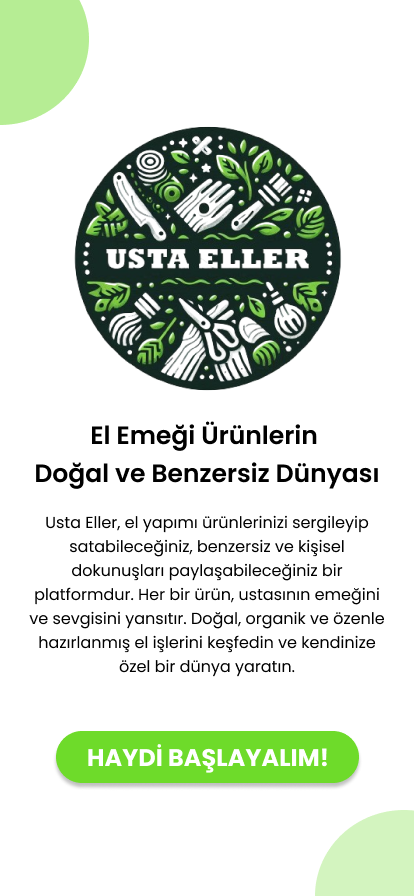 USTA ELLER
El Emeği Ürünlerin
Doğal ve Benzersiz Dünyası
Usta Eller, el yapımı ürünlerinizi sergileyip
satabileceğiniz, benzersiz ve kişisel
dokunuşları paylaşabileceğiniz bir
platformdur. Her bir ürün, ustasının emeğini
ve sevgisini yansıtır. Doğal, organik ve özenle
hazırlanmış el işlerini keşfedin ve kendinize
özel bir dünya yaratın.
HAYDİ BAŞLAYALIM!